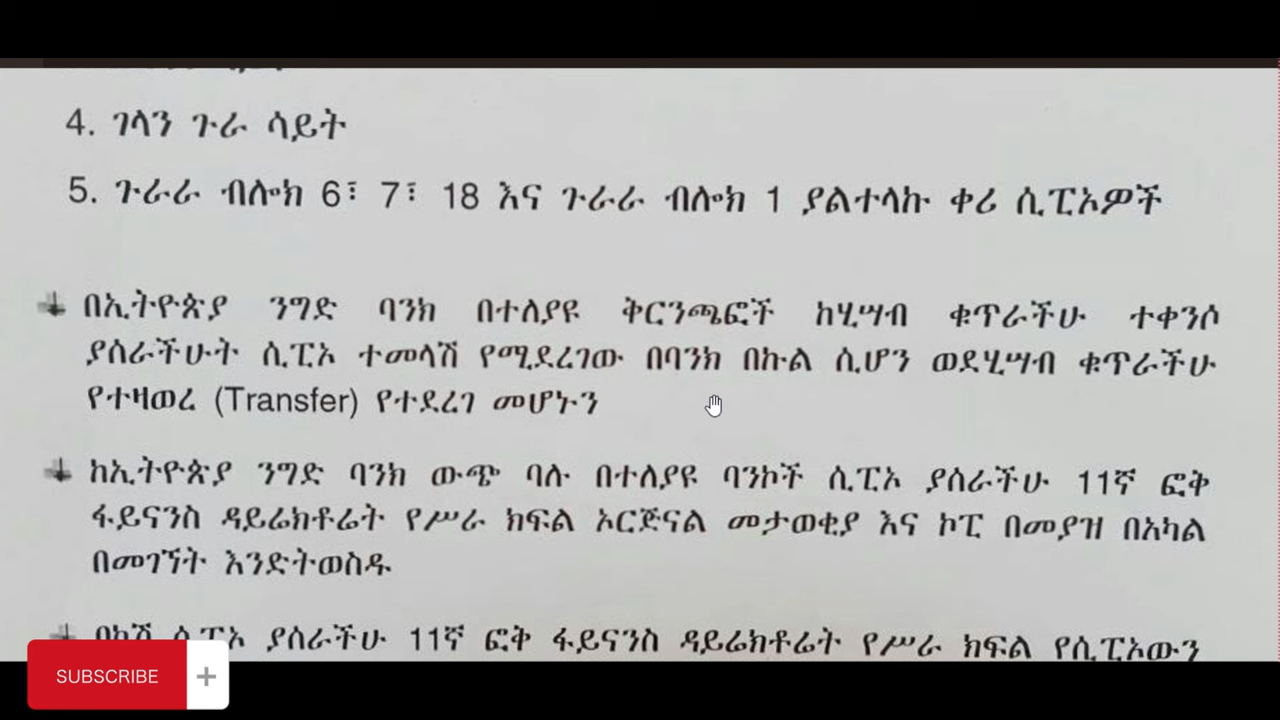 4. ገላን ጉራ ሳይት
5. ጉራራ ብሎክ 6፣ 7፣ 18 እና ጉራራ ብሎክ 1 ያልተላኩ ቀሪ ሲፒኦዎች
በኢትዮጵያ ንግድ ባንክ በተለያዩ ቅርንጫፎች ከሂሣብ ቁጥራችሁ ተቀንሶ
ያሰራችሁት ሲፒኦ ተመላሽ የሚደረገው በባንክ በኩል ሲሆን ወደሂሣብ ቁጥራችሁ
የተዛወረ (Transfer) የተደረገ መሆኑን
ከኢትዮጵያ ንግድ ባንክ ውጭ ባሉ በተለያዩ ባንኮች ሲፒኦ ያሰራችሁ 11ኛ ፎቅ
ፋይናንስ ዳይሬክቶሬት የሥራ ክፍል ኦርጅናል መታወቂያ እና ኮፒ በመያዝ በአካል
በመገኘት እንድትወስዱ
በካሽ ሲፒኦ ያሰራችሁ 11ኛ ፎቅ ፋይናንስ ዳይሬክቶሬት የሥራ ክፍል የሲፒኦውን
SUBSCRIBE +